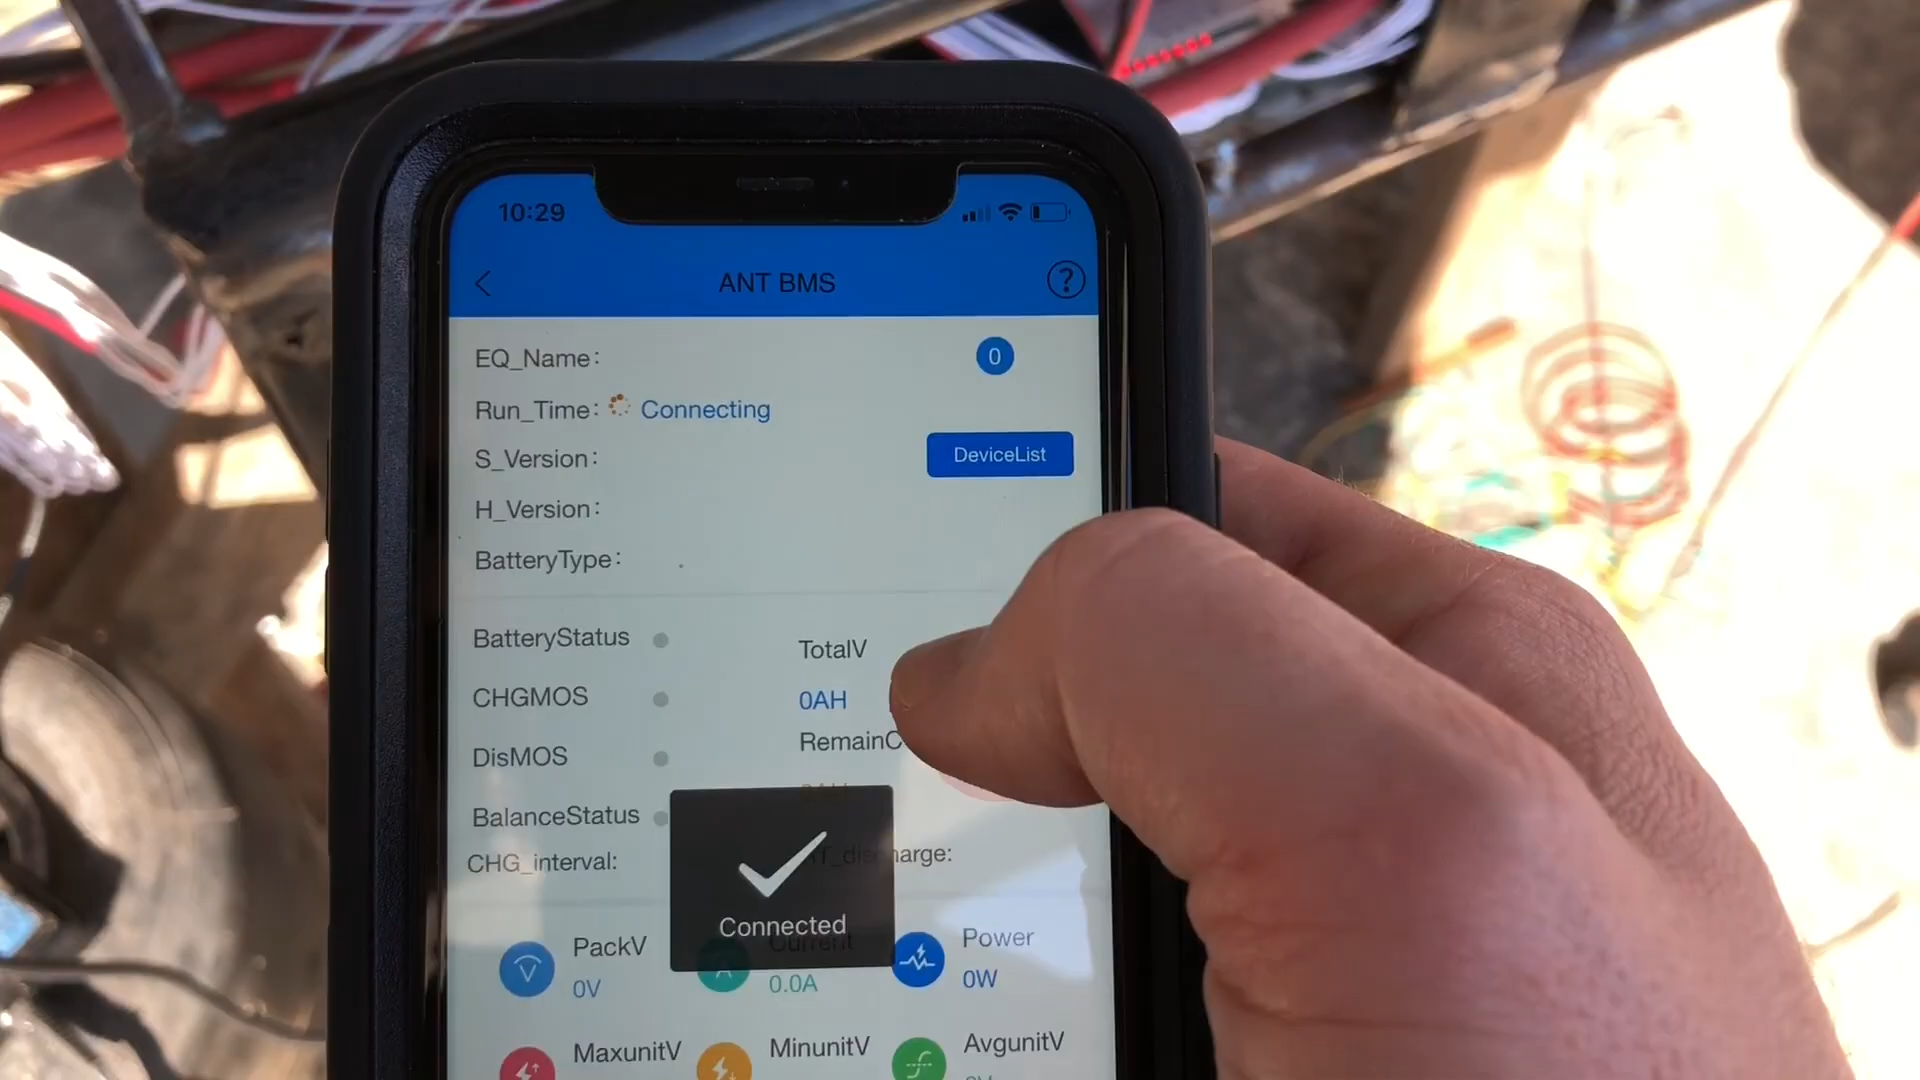 10:29
ANT BMS
?
EQ_Name:
0
Run_Time: Connecting
S_Version:
DeviceList
H_Version:
BatteryType:
BatteryStatus
TotalV
CHGMOS
0AH
DisMOS
BalanceStatus
CHG_interval:
Connected
PackV
0V
Current
0.0A
Power
0W
MaxunitV
MinunitV
AvgunitV